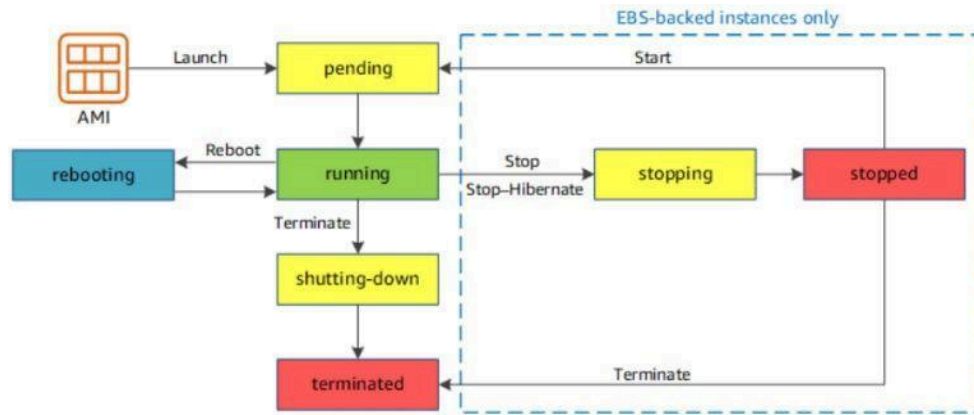 EBS-backed instances only
Launch
pending
Start
AMI
Reboot
rebooting
running
Stop
Stop-Hibernate
stopping
stopped
Terminate
shutting-down
terminated
Terminate